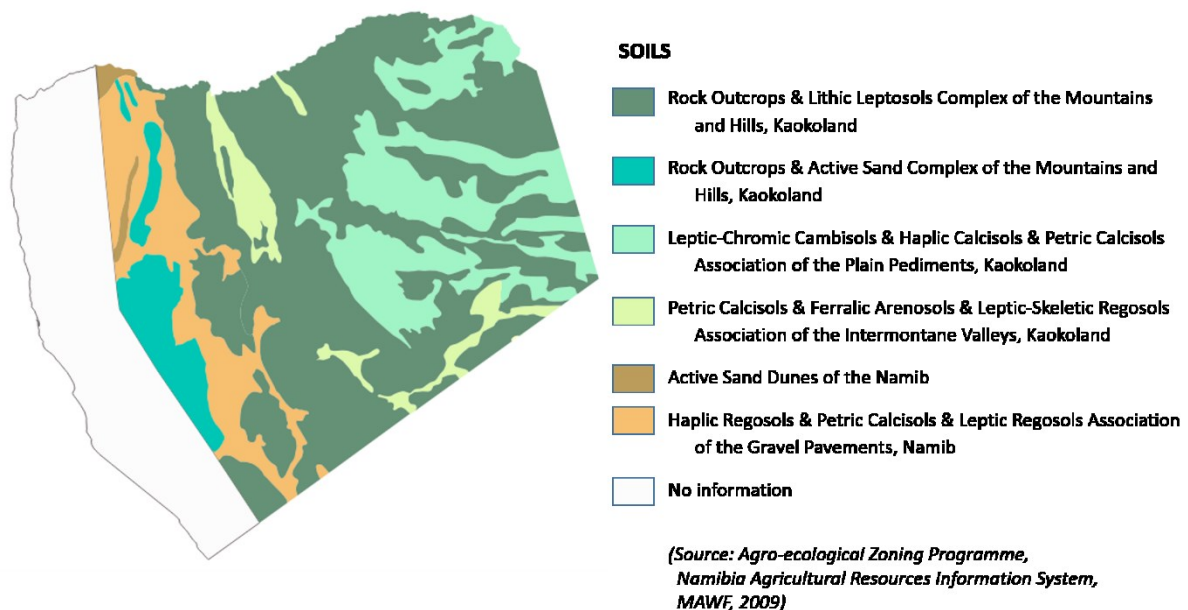 SOILS
Rock Outcrops & Lithic Leptosols Complex of the Mountains
and Hills, Kaokoland
Rock Outcrops & Active Sand Complex of the Mountains and
Hills, Kaokoland
Leptic-Chromic Cambisols & Haplic Calcisols & Petric Calcisols
Association of the Plain Pediments, Kaokoland
Petric Calcisols & Ferralic Arenosols & Leptic-Skeletic Regosols
Association of the Intermontane Valleys, Kaokoland
Active Sand Dunes of the Namib
Haplic Regosols & Petric Calcisols & Leptic Regosols Association
of the Gravel Pavements, Namib
No information
(Source: Agro-ecological Zoning Programme,
Namibia Agricultural Resources Information System,
MAWF, 2009)